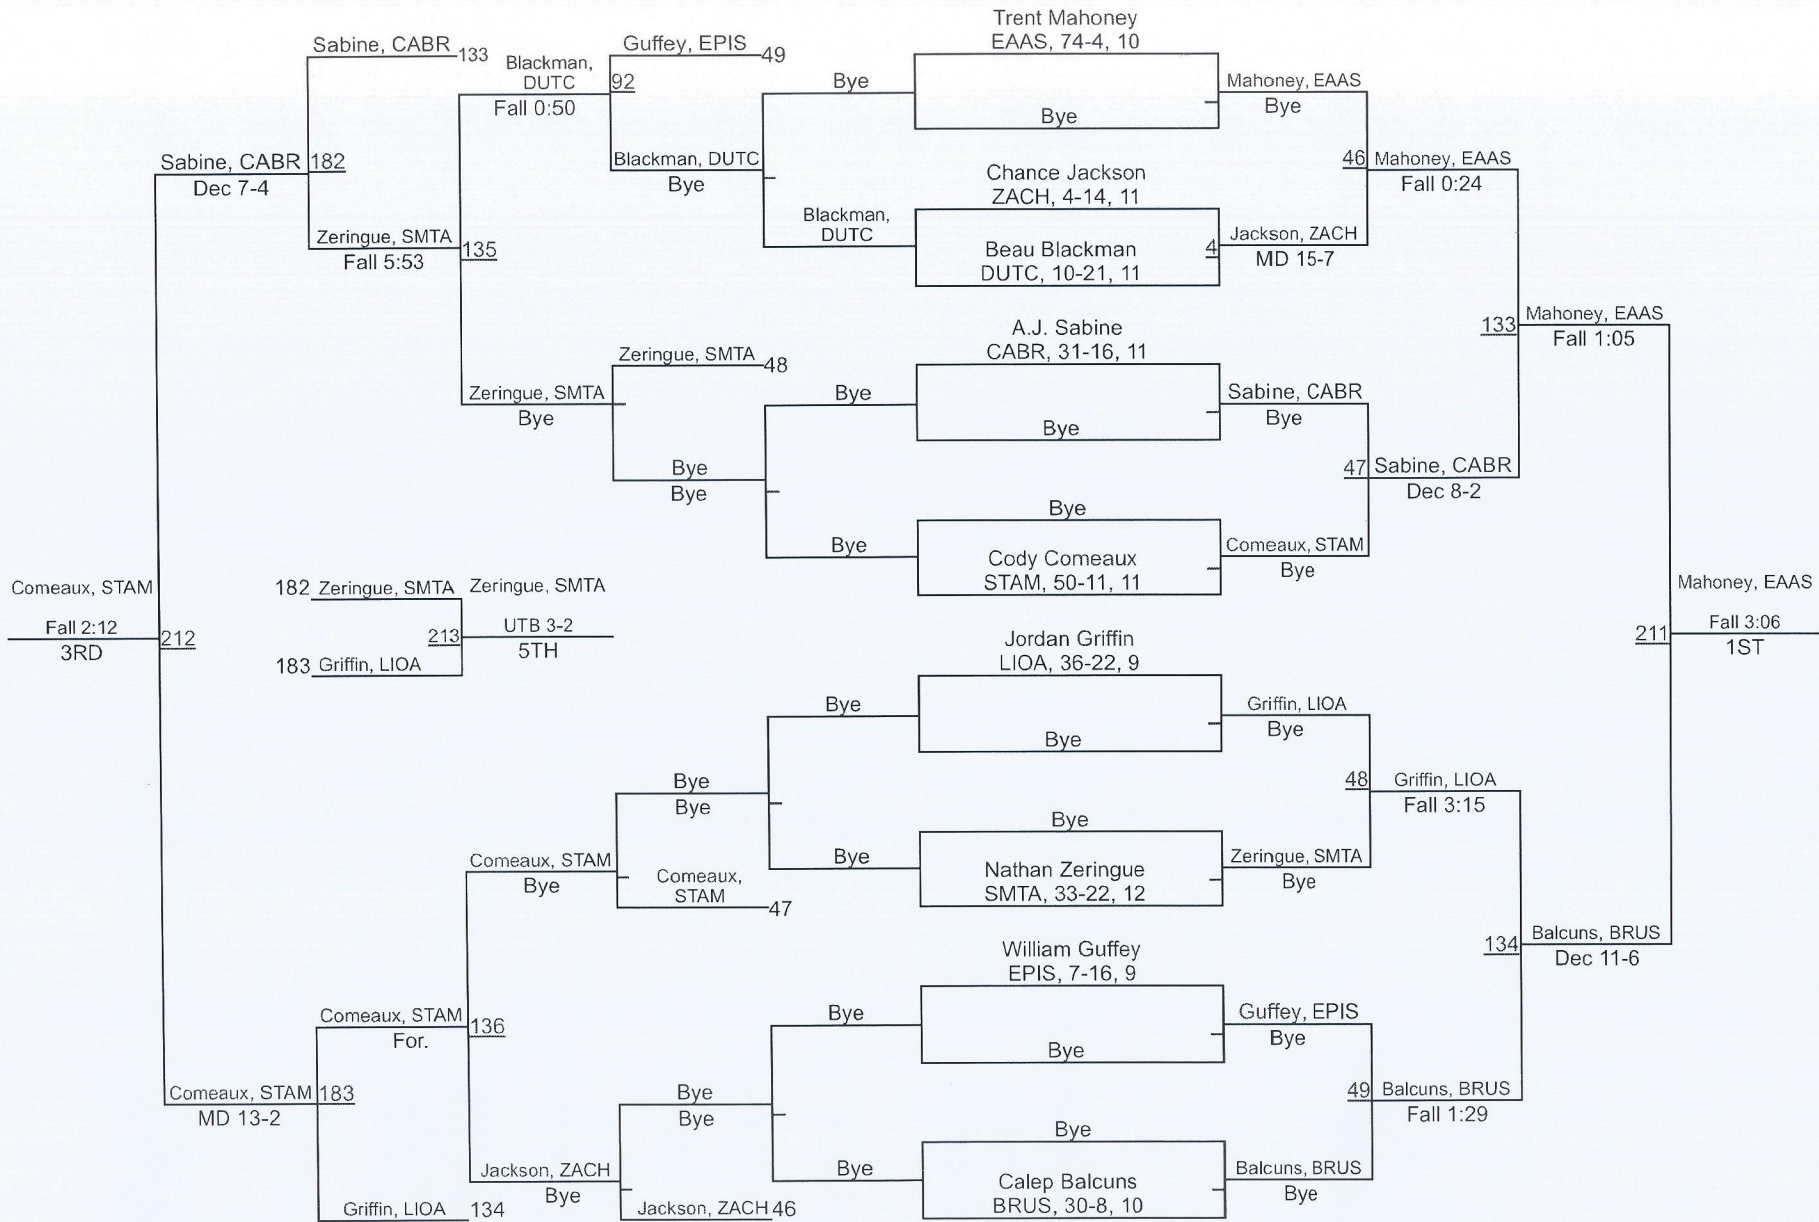 Trent Mahoney
EAAS, 74-4, 10
Sabine, CABR 133
Guffey, EPIS 49
Blackman,
DUTC 92
Fall 0:50
Bye
Mahoney, EAAS
Bye
Bye
Sabine, CABR 182
Dec 7-4
Blackman, DUTC
Bye
Chance Jackson
ZACH, 4-14, 11
46 Mahoney, EAAS
Fall 0:24
Blackman,
DUTC
Zeringue, SMTA 135
Fall 5:53
Beau Blackman
DUTC, 10-21, 11
4 Jackson, ZACH
MD 15-7
A.J. Sabine
CABR, 31-16, 11
133 Mahoney, EAAS
Fall 1:05
Zeringue, SMTA 48
Zeringue, SMTA
Bye
Bye
Sabine, CABR
Bye
Bye
Bye
Bye
47 Sabine, CABR
Dec 8-2
Bye
Bye
Cody Comeaux
STAM, 50-11, 11
Comeaux, STAM
Bye
Comeaux, STAM
Fall 2:12 212
3RD
182 Zeringue, SMTA Zeringue, SMTA
213 UTB 3-2
5TH
183 Griffin, LIOA
Mahoney, EAAS
211 Fall 3:06
1ST
Jordan Griffin
LIOA, 36-22, 9
Bye
Griffin, LIOA
Bye
Bye
Bye
Bye
48 Griffin, LIOA
Fall 3:15
Bye
Comeaux, STAM
Bye
Comeaux,
STAM 47
Bye
Nathan Zeringue
SMTA, 33-22, 12
Zeringue, SMTA
Bye
William Guffey
EPIS, 7-16, 9
134 Balcuns, BRUS
Dec 11-6
Comeaux, STAM 136
For.
Bye
Guffey, EPIS
Bye
Bye
Comeaux, STAM 183
MD 13-2
Bye
Bye
49 Balcuns, BRUS
Fall 1:29
Bye
Jackson, ZACH
Bye
Bye
Calep Balcuns
BRUS, 30-8, 10
Balcuns, BRUS
Bye
Griffin, LIOA 134
Jackson, ZACH 46